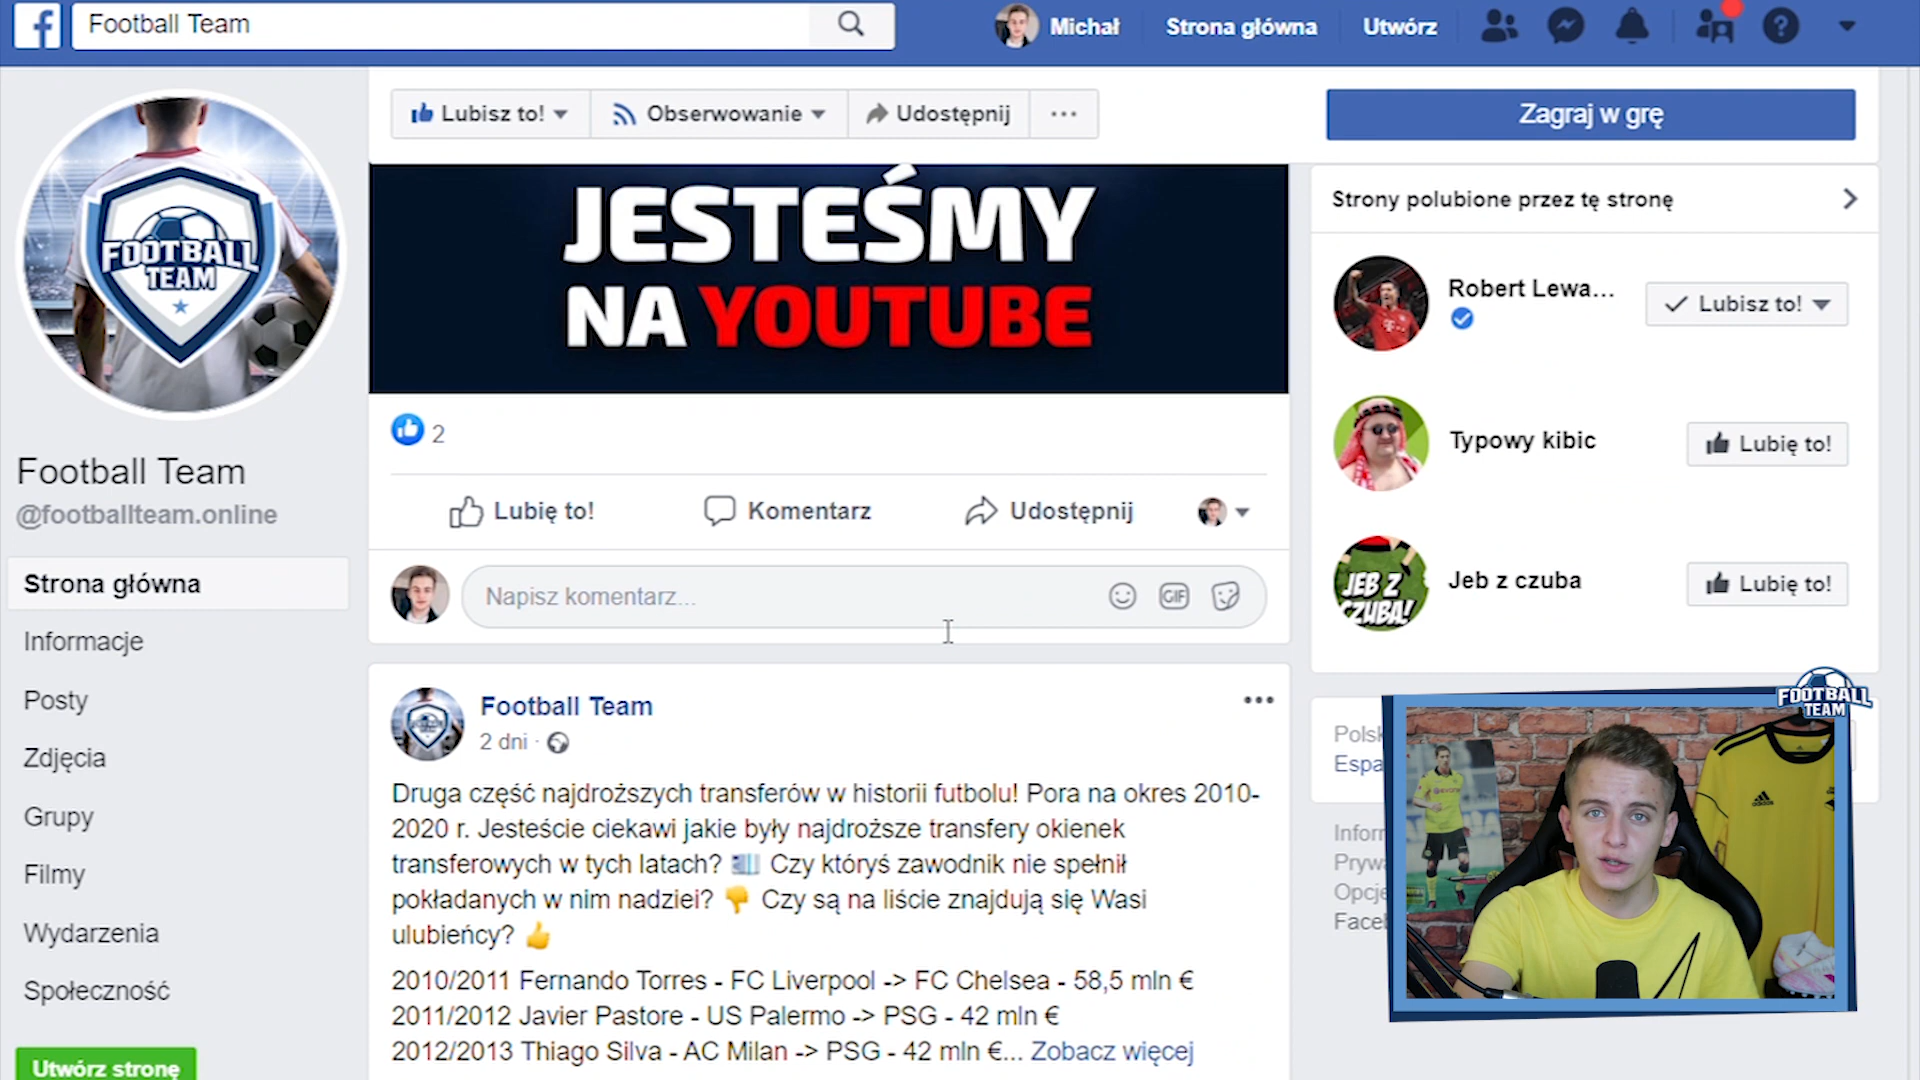 Football Team
Michał
Strona główna
Utwórz
Lubisz to!
Obserwowanie
Udostępnij
Zagraj w grę
FOOTBALL
TEAM
Football Team
@footballteam.online
Strona główna
Informacje
Posty
Zdjęcia
Grupy
Filmy
Wydarzenia
Społeczność
Utwórz stronę
JESTEŚMY
NA YOUTUBE
2
Lubię to!
Komentarz
Udostępnij
Napisz komentarz...
GIF
Football Team
2 dni ·
Druga część najdroższych transferów w historii futbolu! Pora na okres 2010-
2020 r. Jesteście ciekawi jakie były najdroższe transfery okienek
transferowych w tych latach? Czy któryś zawodnik nie spełnił
pokładanych w nim nadziei? 👎 Czy są na liście znajdują się Wasi
ulubieńcy? 👍
2010/2011 Fernando Torres - FC Liverpool -> FC Chelsea - 58,5 mln €
2011/2012 Javier Pastore - US Palermo -> PSG - 42 mln €
2012/2013 Thiago Silva - AC Milan -> PSG - 42 mln €... Zobacz więcej
Strony polubione przez tę stronę
Robert Lewa...
Lubisz to!
Typowy kibic
Lubię to!
JEB Z
CZUBA!
Jeb z czuba
Lubię to!
FOOTBALL
TEAM
adidas